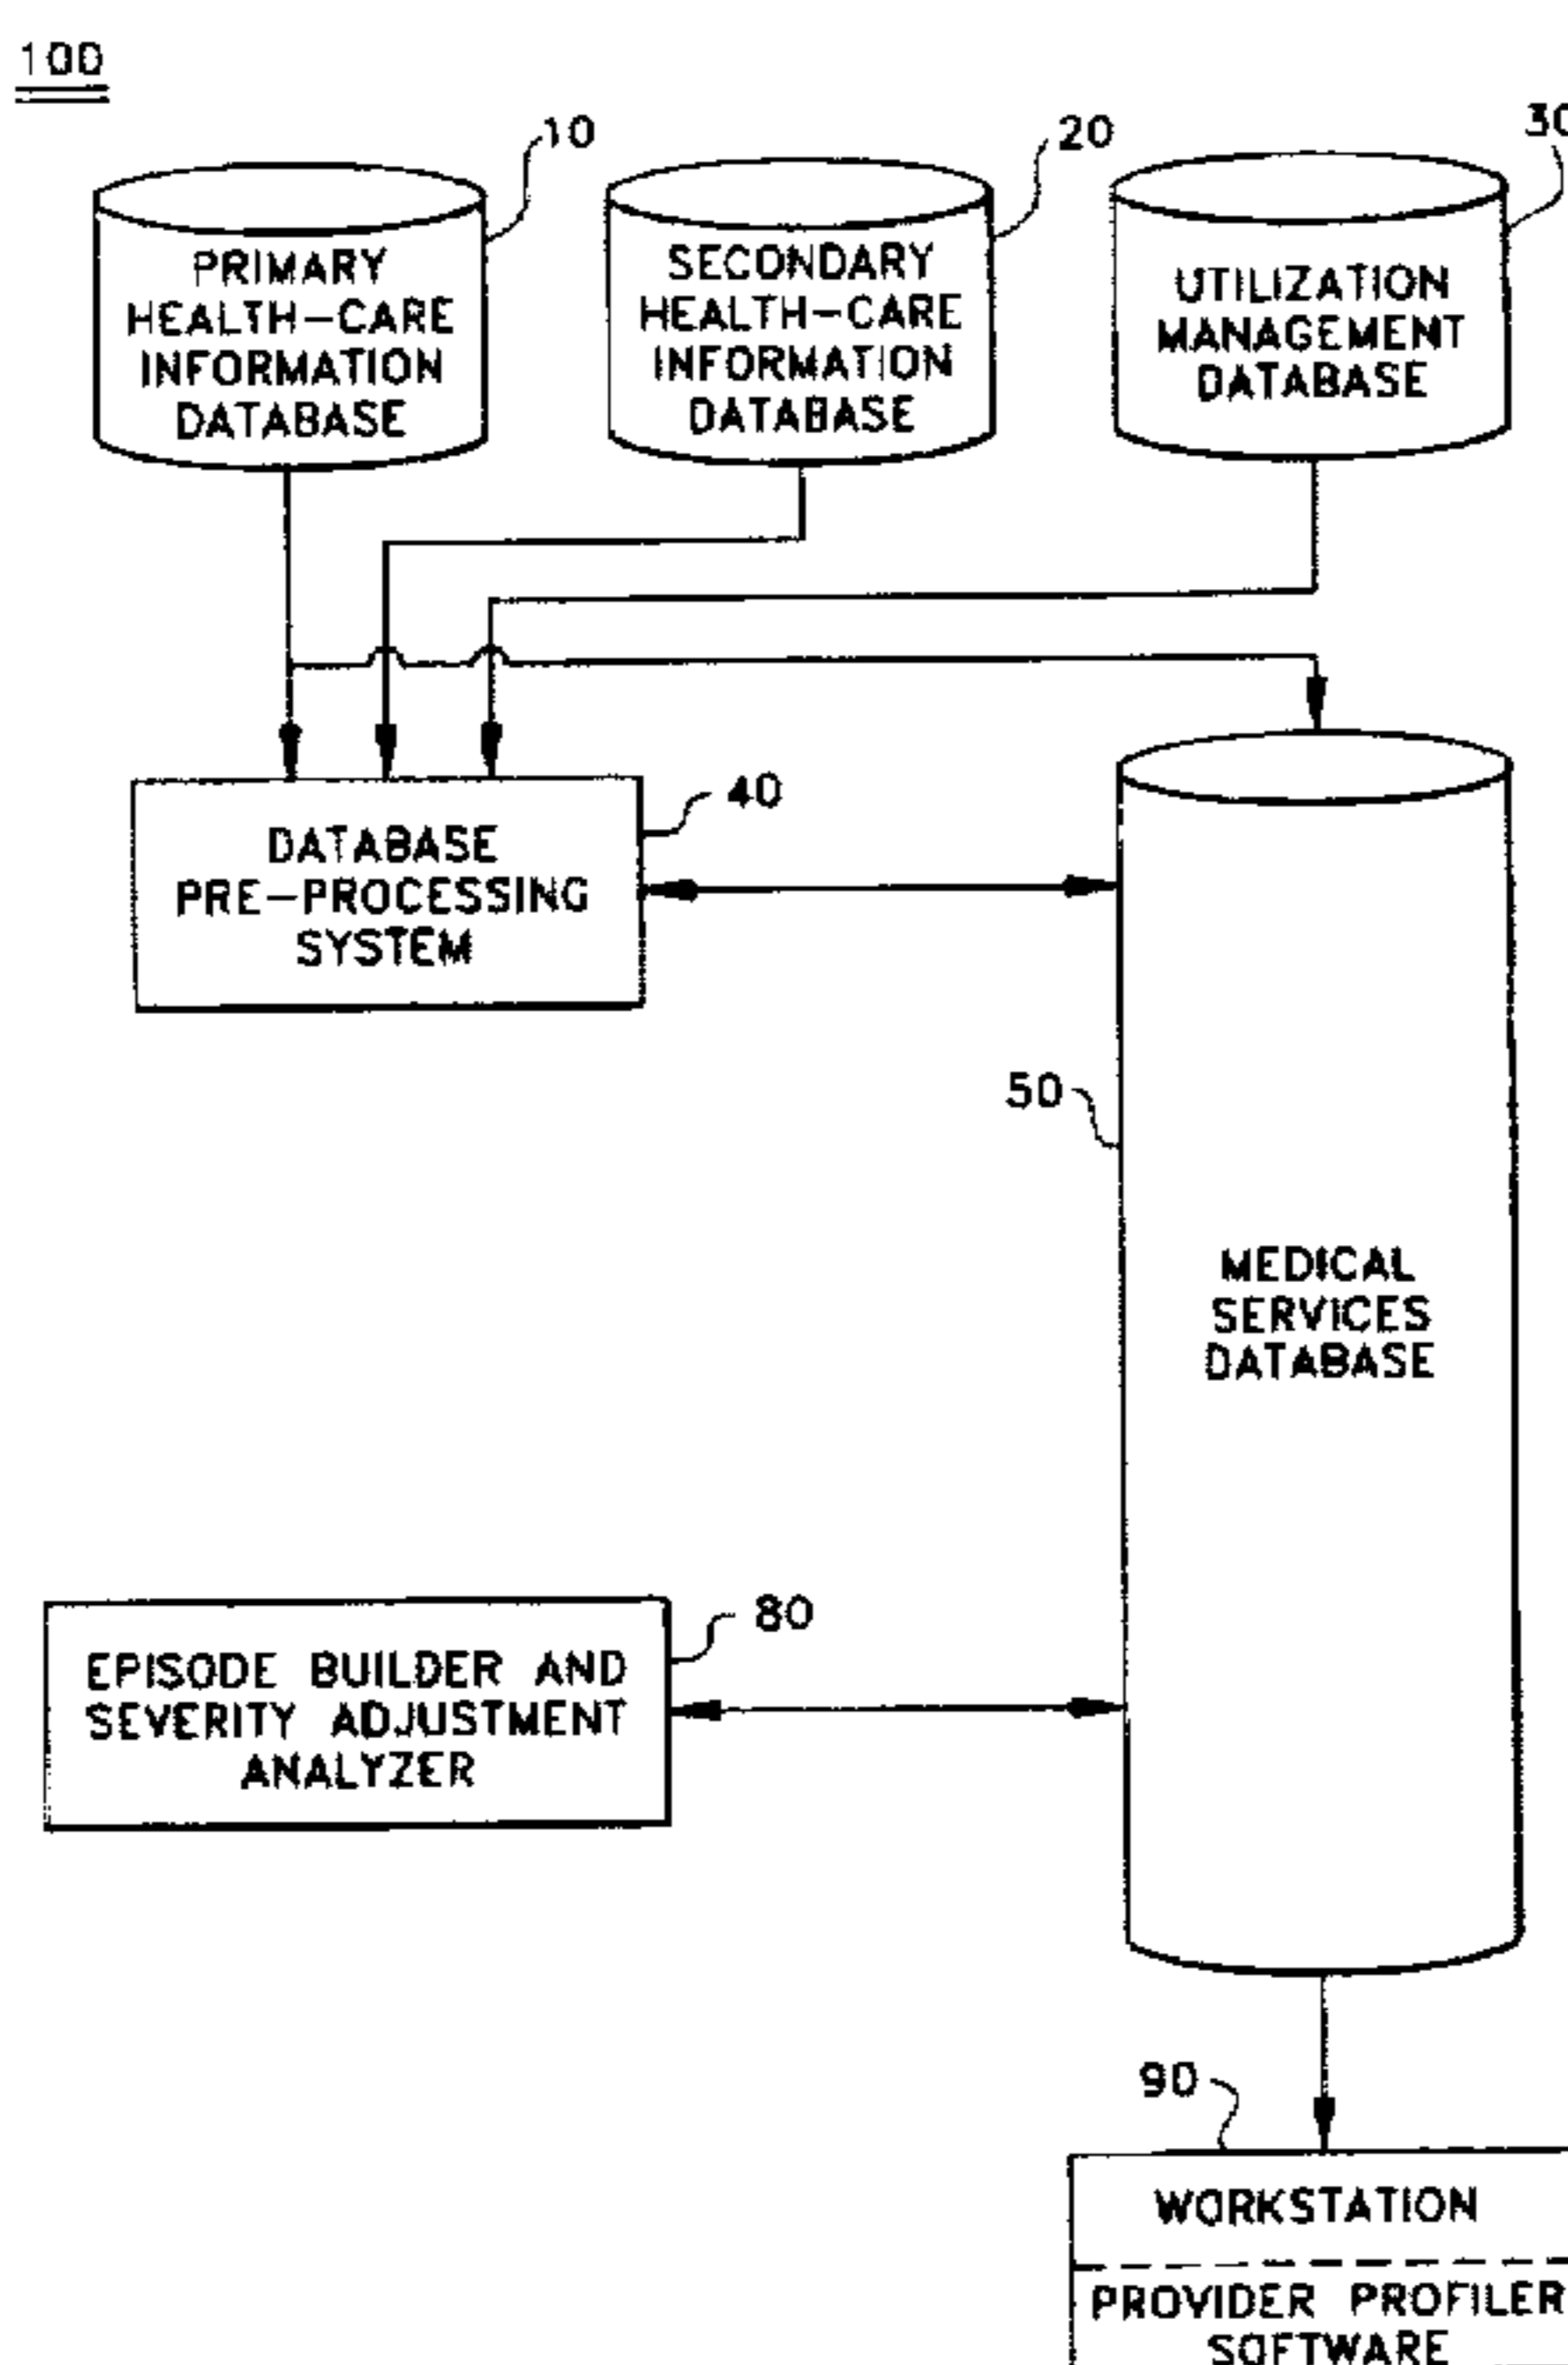 100
10
20
30
PRIMARY
HEALTH-CARE
INFORMATION
DATABASE
SECONDARY
HEALTH-CARE
INFORMATION
DATABASE
UTILIZATION
MANAGEMENT
DATABASE
40
DATABASE
PRE-PROCESSING
SYSTEM
50
MEDICAL
SERVICES
DATABASE
80
EPISODE BUILDER AND
SEVERITY ADJUSTMENT
ANALYZER
90
WORKSTATION
PROVIDER PROFILER
SOFTWARE